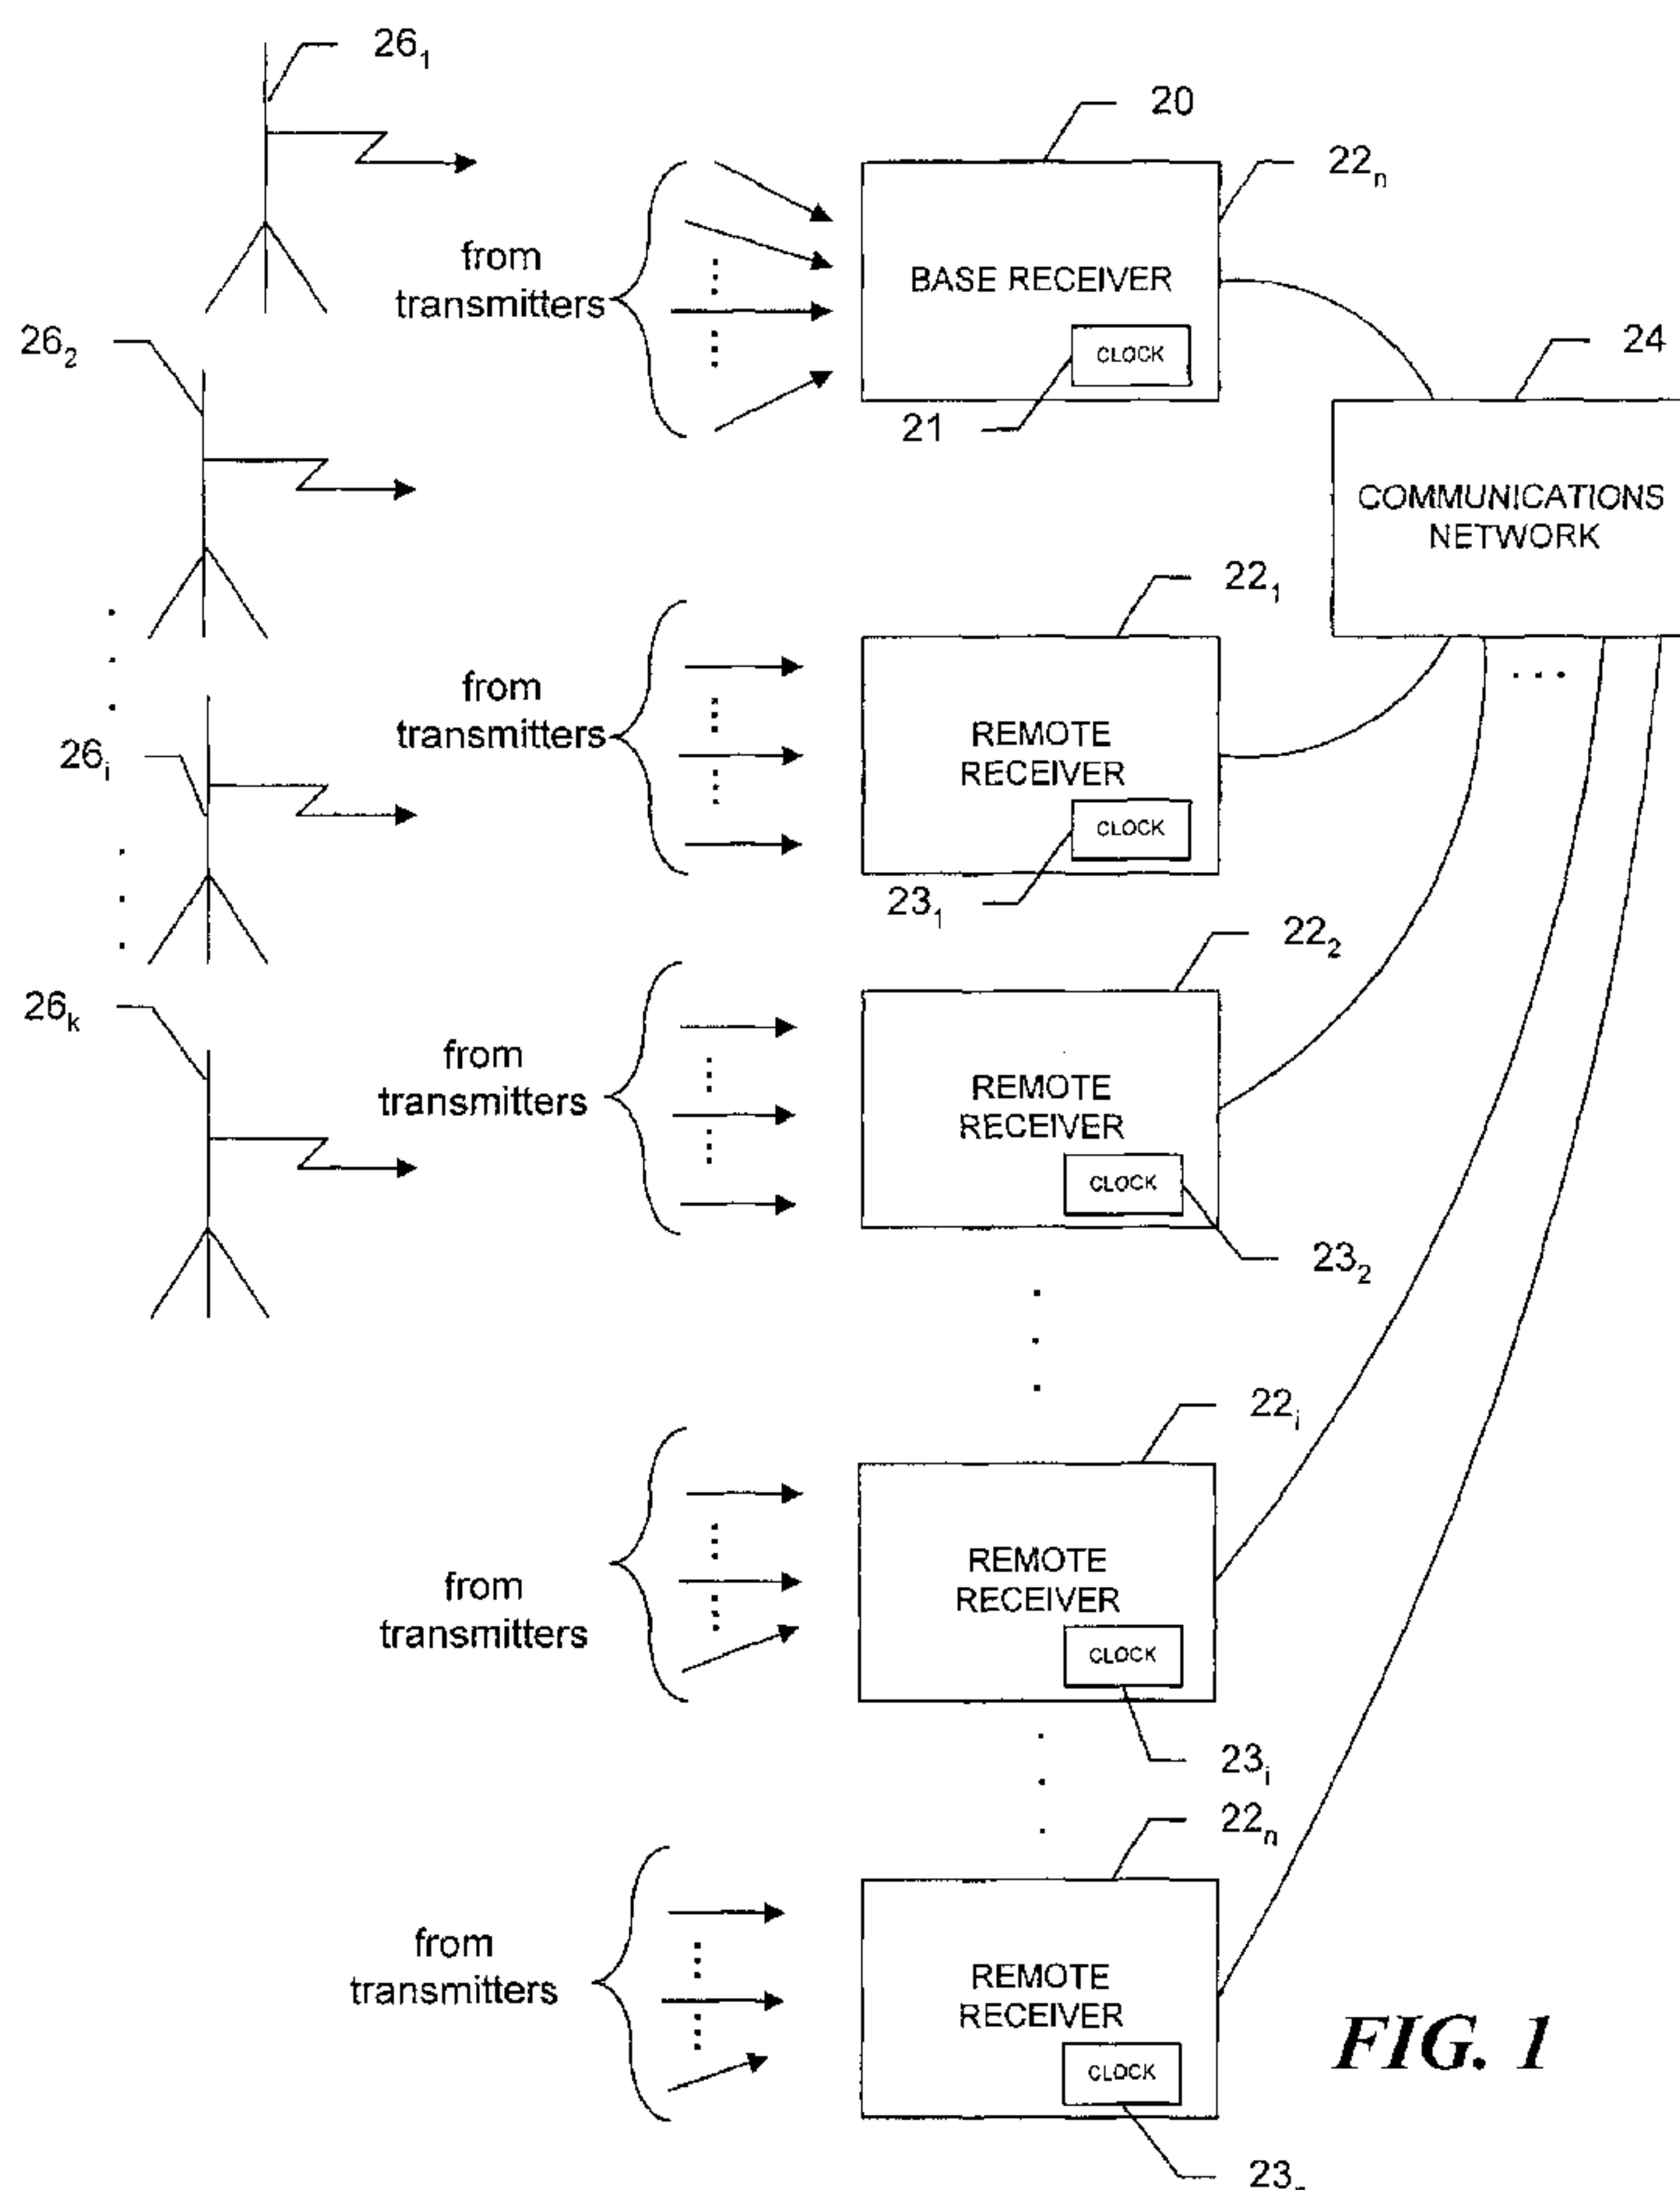 26₁
20
22ₙ
from
transmitters
BASE RECEIVER
CLOCK
21
26₂
24
COMMUNICATIONS
NETWORK
22₁
from
transmitters
REMOTE
RECEIVER
CLOCK
23₁
26ᵢ
22₂
26ₖ
from
transmitters
REMOTE
RECEIVER
CLOCK
23₂
22ᵢ
from
transmitters
REMOTE
RECEIVER
CLOCK
23ᵢ
22ₙ
from
transmitters
REMOTE
RECEIVER
CLOCK
FIG. 1
23